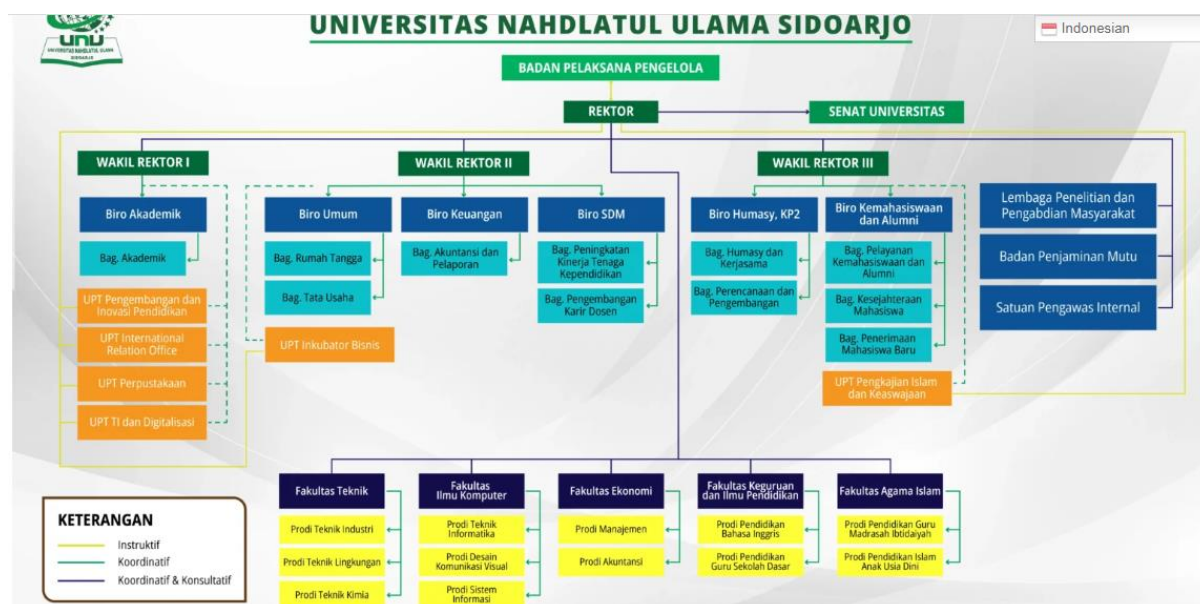 UNIVERSITAS NAHDLATUL ULAMA SIDOARJO
Indonesian
unu
UNIVERSITAS NAHDLATUL ULAMA
SIDOARJO
BADAN PELAKSANA PENGELOLA
REKTOR
SENAT UNIVERSITAS
WAKIL REKTOR I
WAKIL REKTOR II
WAKIL REKTOR III
Biro Akademik
Bag. Akademik
UPT Pengembangan dan
Inovasi Pendidikan
UPT International
Relation Office
UPT Perpustakaan
UPT TI dan Digitalisasi
Biro Umum
Bag. Rumah Tangga
Bag. Tata Usaha
UPT Inkubator Bisnis
Biro Keuangan
Bag. Akuntansi dan
Pelaporan
Biro SDM
Bag. Peningkatan
Kinerja Tenaga
Kependidikan
Bag. Pengembangan
Karir Dosen
Biro Humasy, KP2
Bag. Humasy dan
Kerjasama
Bag. Perencanaan dan
Pengembangan
Biro Kemahasiswaan
dan Alumni
Bag. Pelayanan
Kemahasiswaan dan
Alumni
Bag. Kesejahteraan
Mahasiswa
Bag. Penerimaan
Mahasiswa Baru
UPT Pengkajian Islam
dan Keaswajaan
Lembaga Penelitian dan
Pengabdian Masyarakat
Badan Penjaminan Mutu
Satuan Pengawas Internal
Fakultas Teknik
Prodi Teknik Industri
Prodi Teknik Lingkungan
Prodi Teknik Kimia
Fakultas
Ilmu Komputer
Prodi Teknik
Informatika
Prodi Desain
Komunikasi Visual
Prodi Sistem
Informasi
Fakultas Ekonomi
Prodi Manajemen
Prodi Akuntansi
Fakultas Keguruan
dan Ilmu Pendidikan
Prodi Pendidikan
Bahasa Inggris
Prodi Pendidikan
Guru Sekolah Dasar
Fakultas Agama Islam
Prodi Pendidikan Guru
Madrasah Ibtidaiyah
Prodi Pendidikan Islam
Anak Usia Dini
KETERANGAN
Instruktif
Koordinatif
Koordinatif & Konsultatif